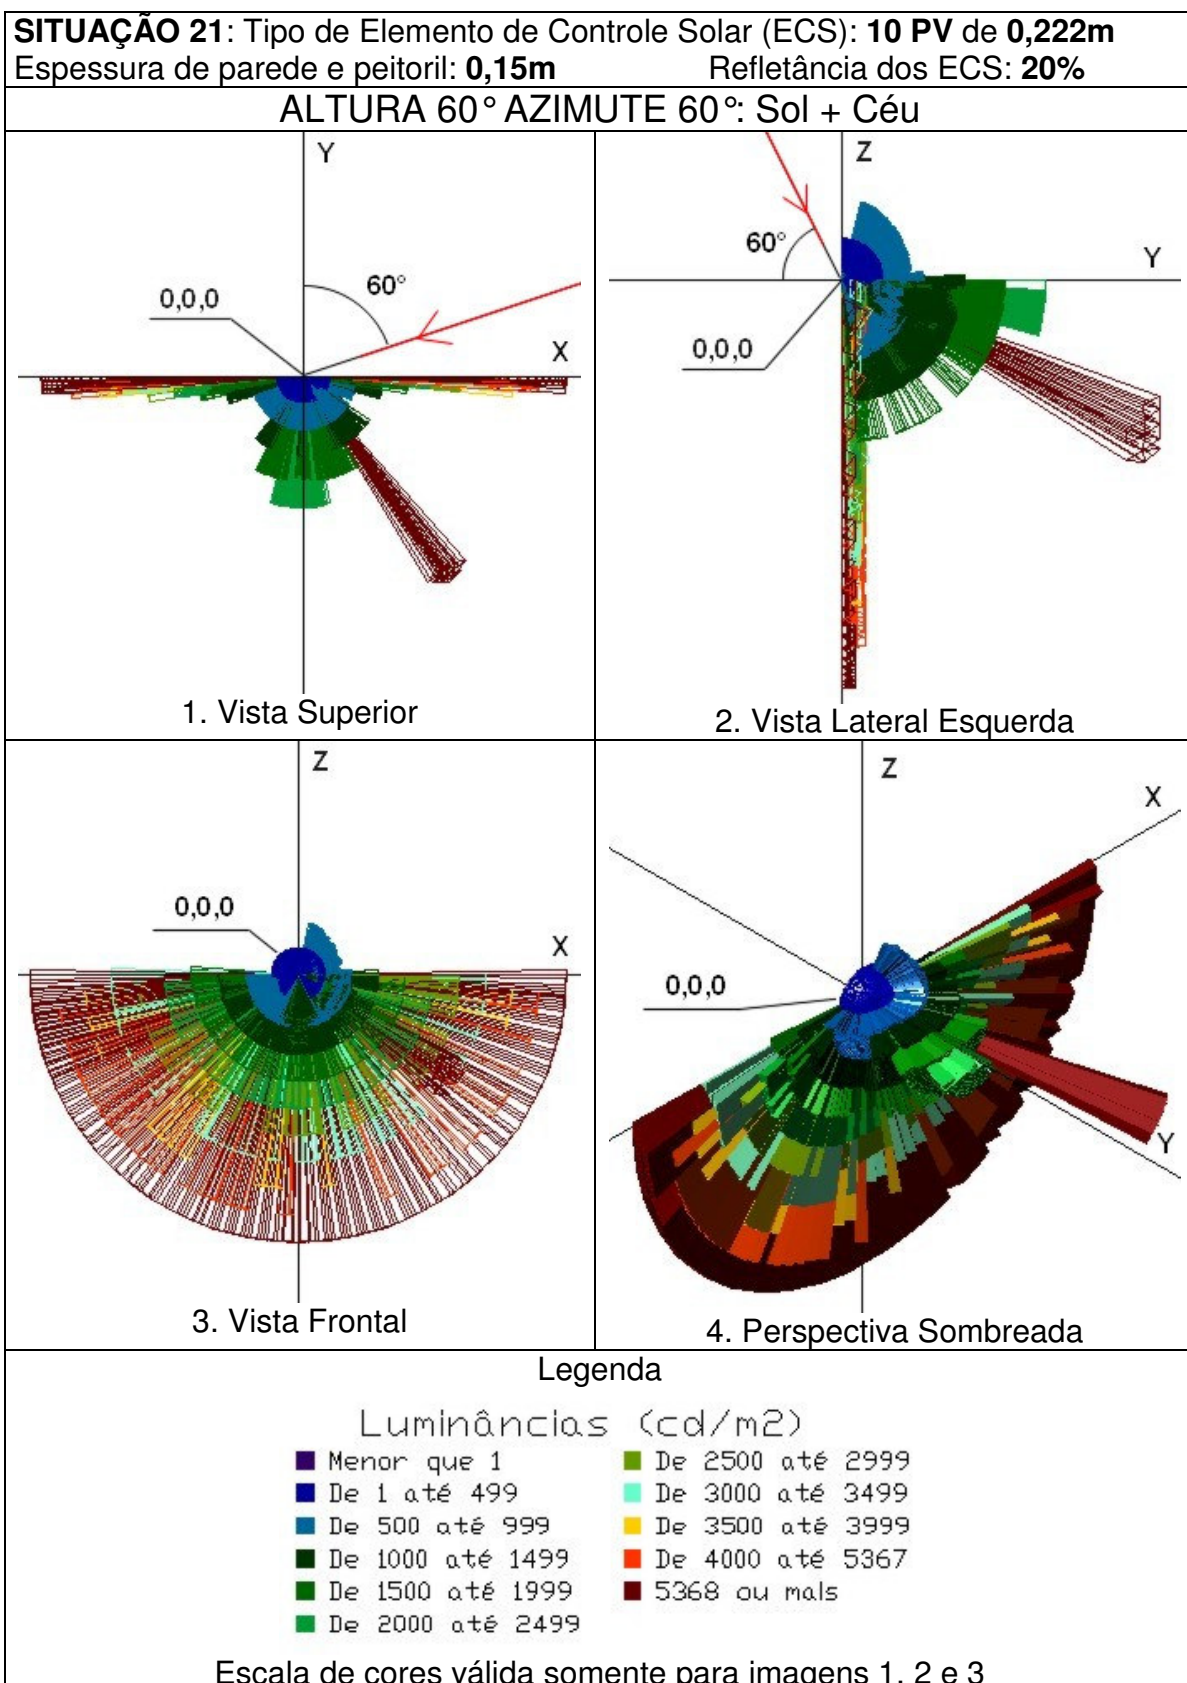 SITUAÇÃO 21: Tipo de Elemento de Controle Solar (ECS): 10 PV de 0,222m
Espessura de parede e peitoril: 0,15m Refletância dos ECS: 20%
ALTURA 60° AZIMUTE 60°: Sol + Céu
Y
60°
0,0,0
X
1. Vista Superior
Z
60°
Y
0,0,0
2. Vista Lateral Esquerda
Z
0,0,0
X
3. Vista Frontal
Z
X
0,0,0
Y
4. Perspectiva Sombreada
Legenda
Luminâncias (cd/m2)
Menor que 1
De 1 até 499
De 500 até 999
De 1000 até 1499
De 1500 até 1999
De 2000 até 2499
De 2500 até 2999
De 3000 até 3499
De 3500 até 3999
De 4000 até 5367
5368 ou mais
Escala de cores válida somente para imagens 1, 2 e 3